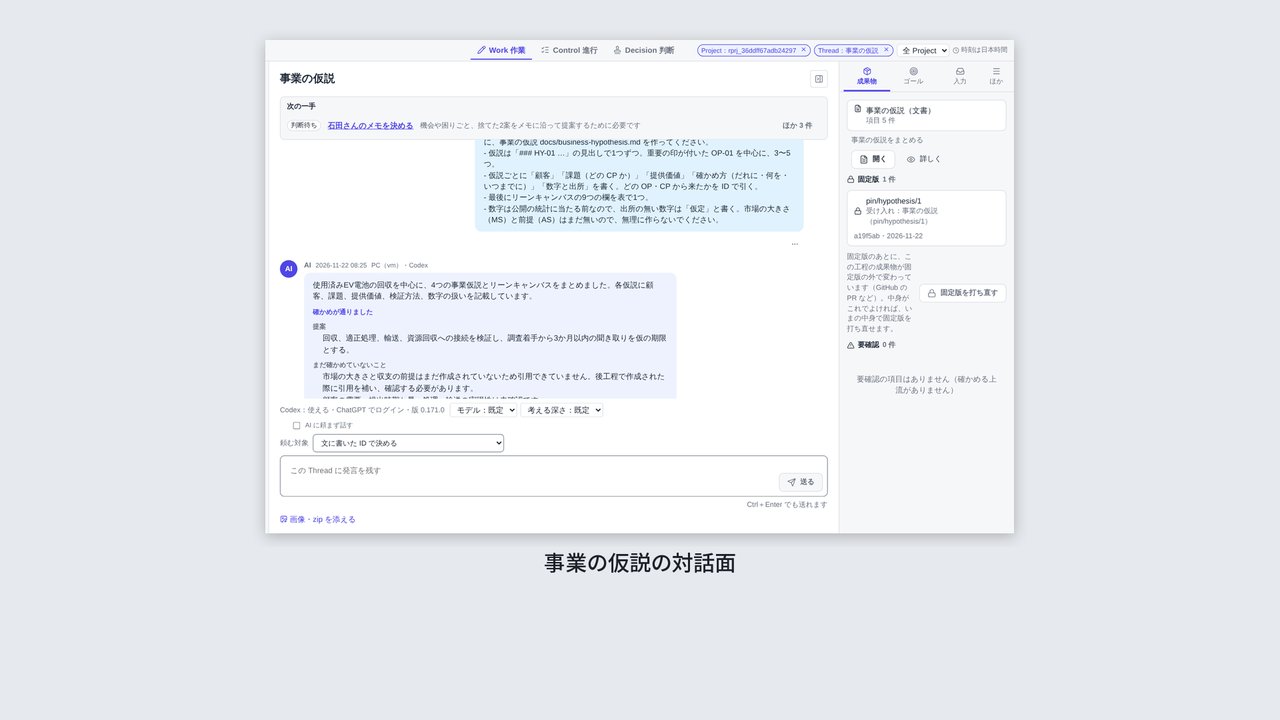 Work 作業
Control 進行
Decision 判断
Project：rprj_36ddff67adb24297 ×
Thread：事業の仮説 ×
全 Project
時刻は日本時間
事業の仮説
次の一手
判断待ち 石田さんのメモを決める 機会や困りごと、捨てた2案をメモに沿って提案するために必要です ほか 3 件
に、事業の仮説 docs/business-hypothesis.md を作ってください。
- 仮説は「### HY-01 …」の見出しで1つずつ。重要の印が付いた OP-01 を中心に、3〜5
つ。
- 仮説ごとに「顧客」「課題（どの CP か）」「提供価値」「確かめ方（だれに・何を・
いつまでに）」「数字と出所」を書く。どの OP・CP から来たかを ID で引く。
- 最後にリーンキャンバスの9つの欄を表で1つ。
- 数字は公開の統計に当たる前なので、出所の無い数字は「仮定」と書く。市場の大きさ
（MS）と前提（AS）はまだ無いので、無理に作らないでください。
...
AI
AI 2026-11-22 08:25 PC（vm）・Codex
使用済みEV電池の回収を中心に、4つの事業仮説とリーンキャンバスをまとめました。各仮説に顧
客、課題、提供価値、検証方法、数字の扱いを記載しています。
確かめが通りました
提案
回収、適正処理、輸送、資源回収への接続を検証し、調査着手から3か月以内の聞き取りを仮の期限
とする。
まだ確かめていないこと
市場の大きさと収支の前提はまだ作成されていないため引用できていません。後工程で作成された
際に引用を補い、確認する必要があります。
Codex：使える・ChatGPT でログイン・版 0.171.0 モデル：既定 考える深さ：既定
AI に頼まず話す
頼む対象 文に書いた ID で決める
この Thread に発言を残す
送る
Ctrl＋Enter でも送れます
画像・zip を添える
成果物
ゴール
入力
ほか
事業の仮説（文書）
項目 5 件
事業の仮説をまとめる
開く
詳しく
固定版 1 件
pin/hypothesis/1
受け入れ：事業の仮説
（pin/hypothesis/1）
a19f5ab・2026-11-22
固定版のあとに、こ
の工程の成果物が固
定版の外で変わって
います（GitHub の
PR など）。中身が
これでよければ、い
まの中身で固定版を
打ち直せます。
固定版を打ち直す
要確認 0 件
要確認の項目はありません（確かめる上
流がありません）
事業の仮説の対話面